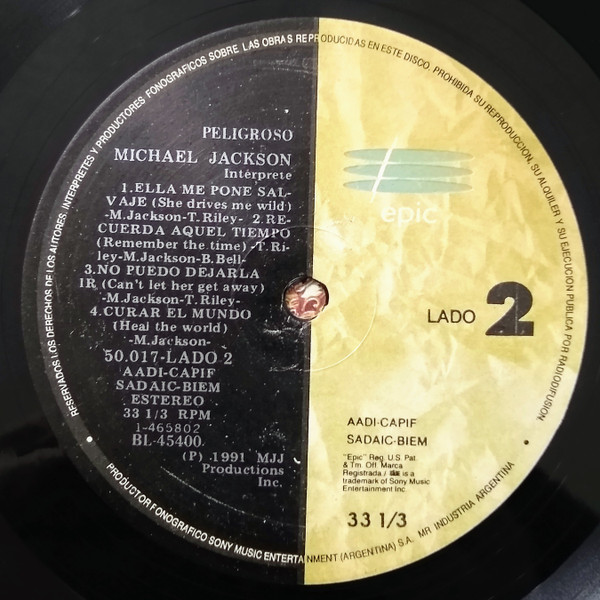 PELIGROSO
MICHAEL JACKSON
Intérprete
1.ELLA ME PONE SAL-
VAJE (She drives me wild)
-M.Jackson-T.Riley- 2.RE-
CUERDA AQUEL TIEMPO
(Remember the time) -T.Ri-
ley-M.Jackson-B.Bell-
3.NO PUEDO DEJARLA
IR (Can't let her get away)
-M.Jackson-T.Riley-
4.CURAR EL MUNDO
(Heal the world)
-M.Jackson-
50.017-LADO 2
AADI-CAPIF
SADAIC-BIEM
ESTEREO
33 1/3 RPM
1-465802
BL-45400
(P) .1991 MJJ
Productions
Inc.
epic
LADO 2
AADI-CAPIF
SADAIC-BIEM
"Epic" Reg. U.S. Pat.
& Tm. Off. Marca
Registrada / is a
trademark of Sony Music
Entertainment Inc.
33 1/3
RESERVADOS LOS DERECHOS DE LOS AUTORES, INTERPRETES Y PRODUCTORES FONOGRAFICOS SOBRE LAS OBRAS REPRODUCIDAS EN ESTE DISCO. PROHIBIDA SU REPRODUCCION, SU ALQUILER Y SU EJECUCION PUBLICA POR RADIODIFUSION.
PRODUCTOR FONOGRAFICO SONY MUSIC ENTERTAINMENT (ARGENTINA) S.A. MR INDUSTRIA ARGENTINA